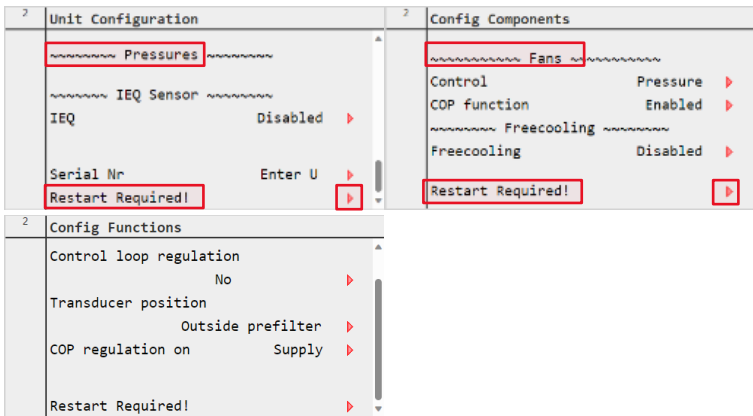 2
Unit Configuration
~~~~~~~~ Pressures ~~~~~~~~
~~~~~~~ IEQ Sensor ~~~~~~~
IEQ Disabled
Serial Nr Enter U
Restart Required!
2
Config Components
~~~~~~~~~~~ Fans ~~~~~~~~~~~
Control Pressure
COP function Enabled
~~~~~~~~ Freecooling ~~~~~~~~
Freecooling Disabled
Restart Required!
2
Config Functions
Control loop regulation
No
Transducer position
Outside prefilter
COP regulation on Supply
Restart Required!